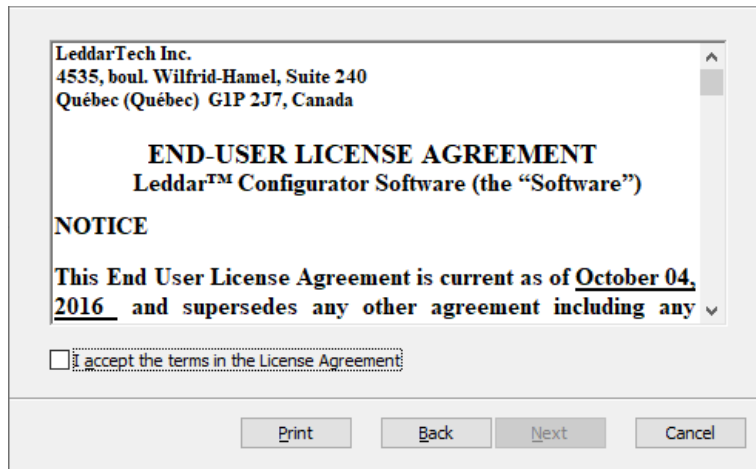 LeddarTech Inc.
4535, boul. Wilfrid-Hamel, Suite 240
Québec (Québec)  G1P 2J7, Canada
END-USER LICENSE AGREEMENT
Leddar™ Configurator Software (the “Software”)
NOTICE
This End User License Agreement is current as of October 04,
2016 and supersedes any other agreement including any
I accept the terms in the License Agreement
Print Back Next Cancel